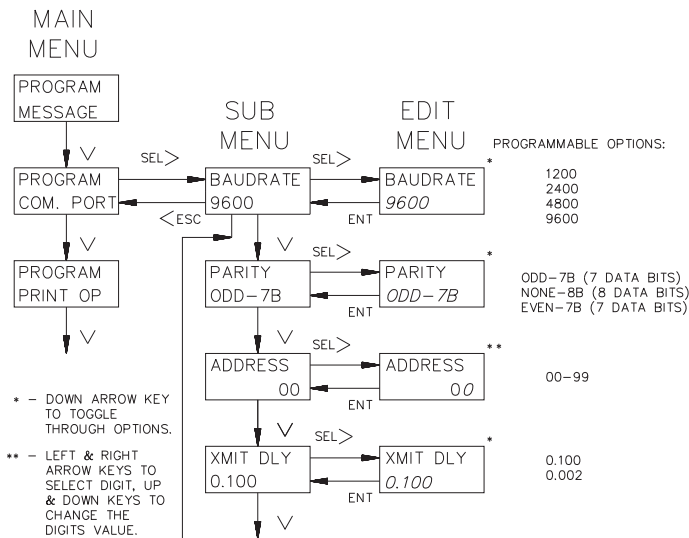 MAIN
MENU
PROGRAM
MESSAGE
∨
PROGRAM
COM. PORT
∨
PROGRAM
PRINT OP
∨
SUB
MENU
SEL>
<ESC
BAUDRATE
9600
∨
PARITY
ODD-7B
ADDRESS
00
∨
XMIT DLY
0.100
∨
EDIT
MENU
SEL>
ENT
BAUDRATE *
9600
SEL>
ENT
PARITY *
ODD-7B
SEL>
ENT
ADDRESS **
00
SEL>
ENT
XMIT DLY *
0.100
PROGRAMMABLE OPTIONS:
1200
2400
4800
9600
ODD-7B (7 DATA BITS)
NONE-8B (8 DATA BITS)
EVEN-7B (7 DATA BITS)
00-99
0.100
0.002
* - DOWN ARROW KEY
TO TOGGLE
THROUGH OPTIONS.
** - LEFT & RIGHT
ARROW KEYS TO
SELECT DIGIT, UP
& DOWN KEYS TO
CHANGE THE
DIGITS VALUE.